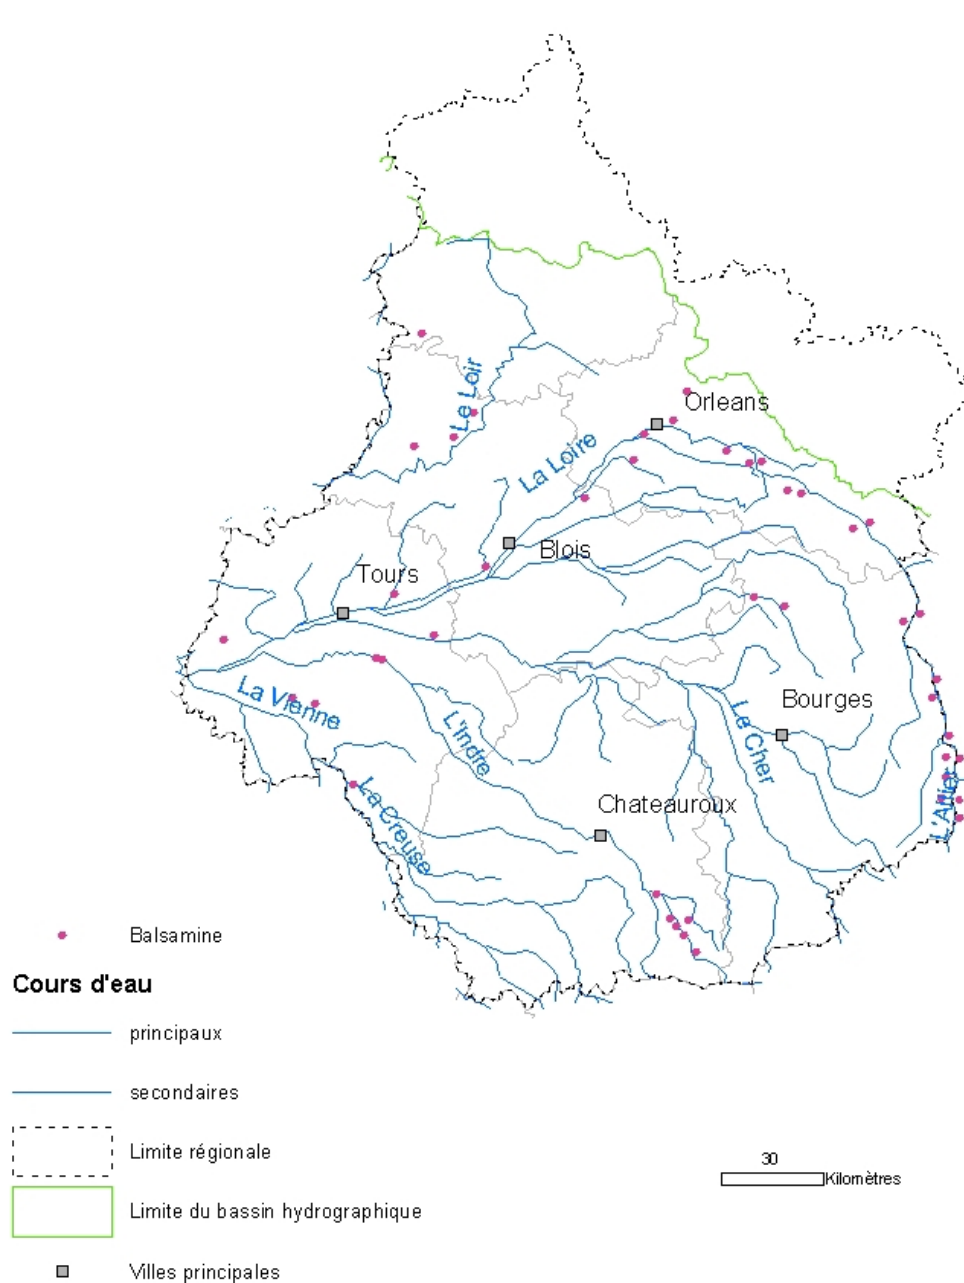 Orleans
Le Loir
La Loire
Blois
Tours
La Vienne
L'Indre
Le Cher
Bourges
L'Allier
Chateauroux
La Creuse
Balsamine
Cours d'eau
principaux
secondaires
Limite régionale
30
Kilomètres
Limite du bassin hydrographique
Villes principales